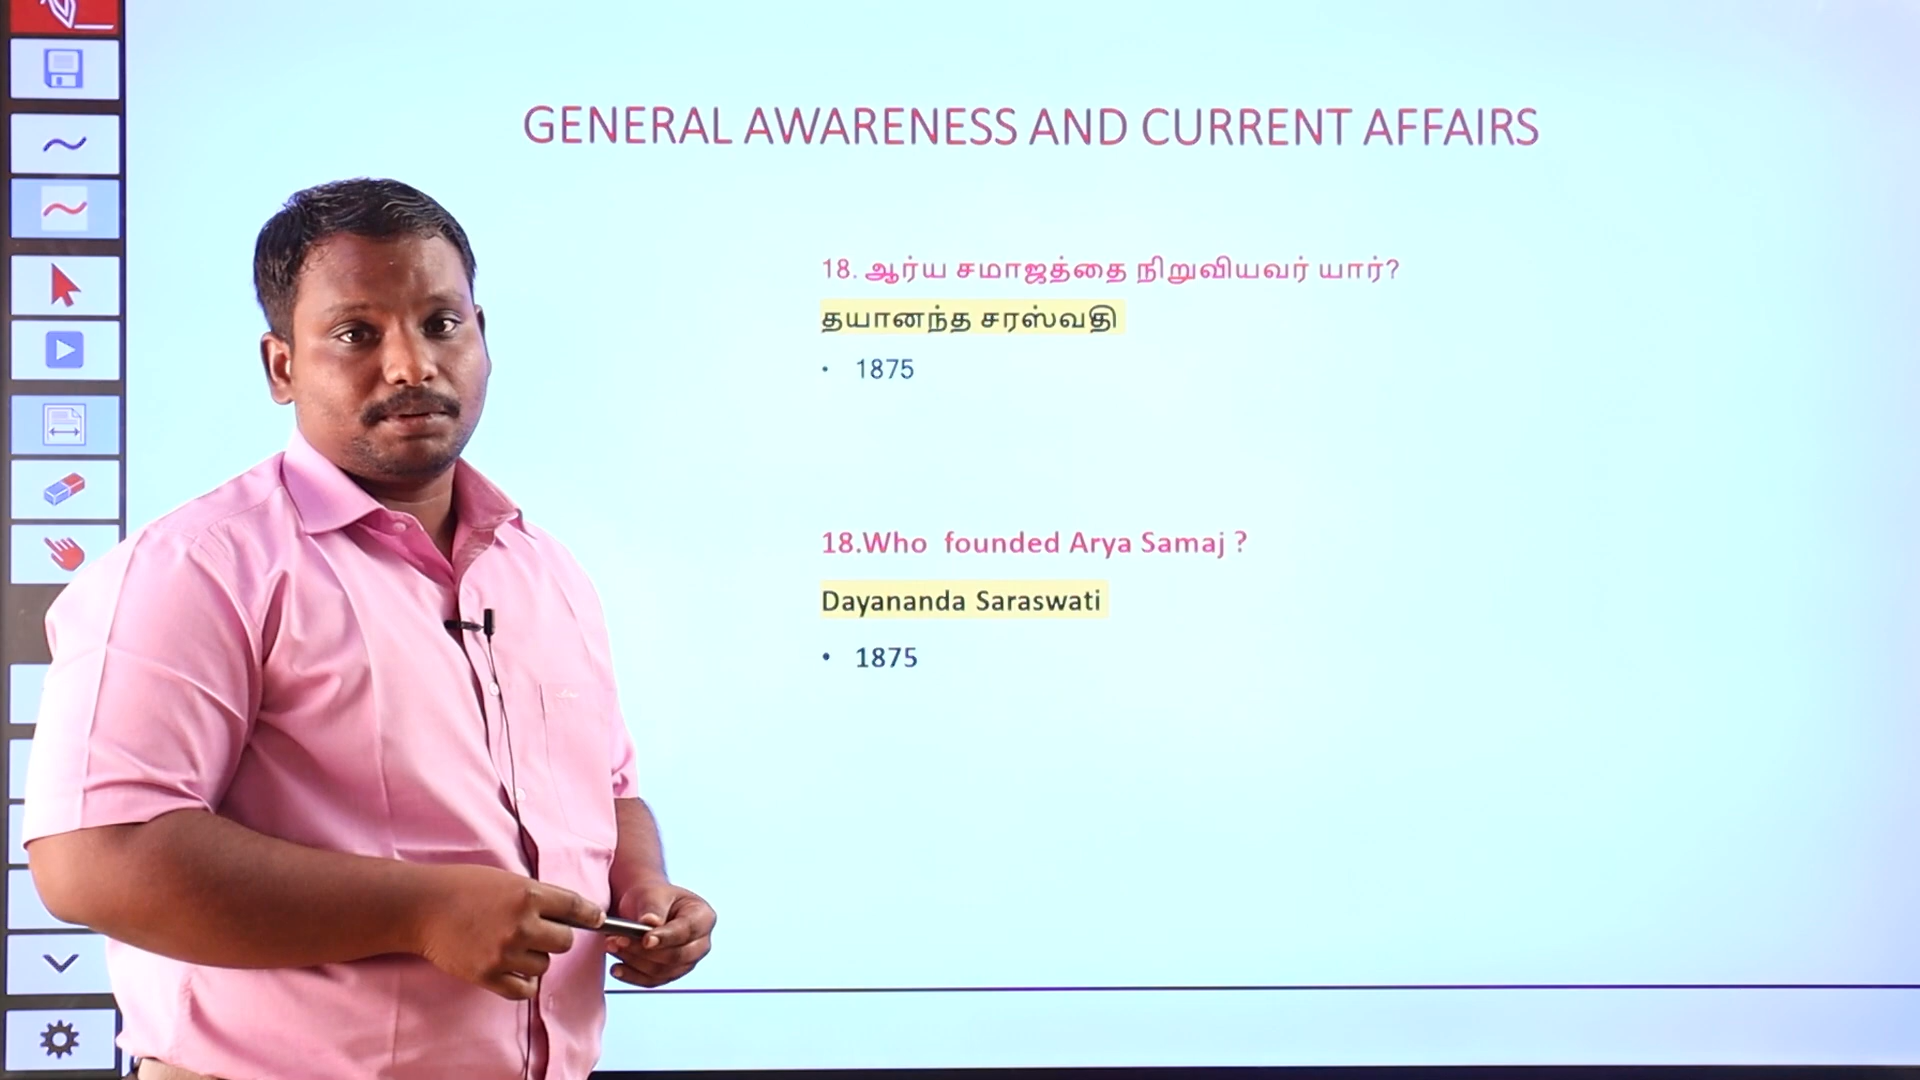 GENERAL AWARENESS AND CURRENT AFFAIRS
18. ஆர்ய சமாஜத்தை நிறுவியவர் யார்?
தயானந்த சரஸ்வதி
• 1875
18.Who founded Arya Samaj ?
Dayananda Saraswati
• 1875